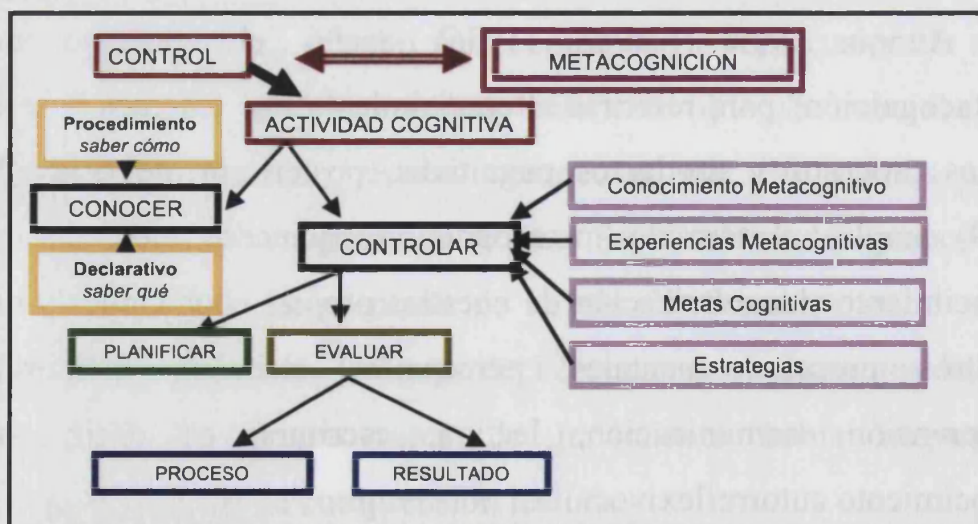 CONTROL
METACOGNICION
Procedimiento
saber cómo
ACTIVIDAD COGNITIVA
CONOCER
Conocimiento Metacognitivo
CONTROLAR
Experiencias Metacognitivas
Declarativo
saber qué
Metas Cognitivas
PLANIFICAR
EVALUAR
Estrategias
PROCESO
RESULTADO